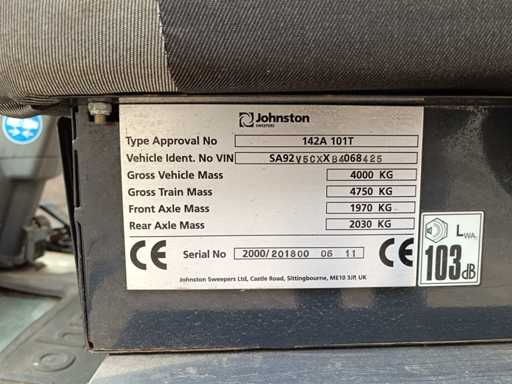 Johnston
SWEEPERS
Type Approval No 142A 101T
Vehicle Ident. No VIN SA92V5CXXB4068425
Gross Vehicle Mass 4000 KG
Gross Train Mass 4750 KG
Front Axle Mass 1970 KG
Rear Axle Mass 2030 KG
CE Serial No 2000/201800 06 11 CE
Johnston Sweepers Ltd, Castle Road, Sittingbourne, ME10 3JP, UK
LWA
103dB